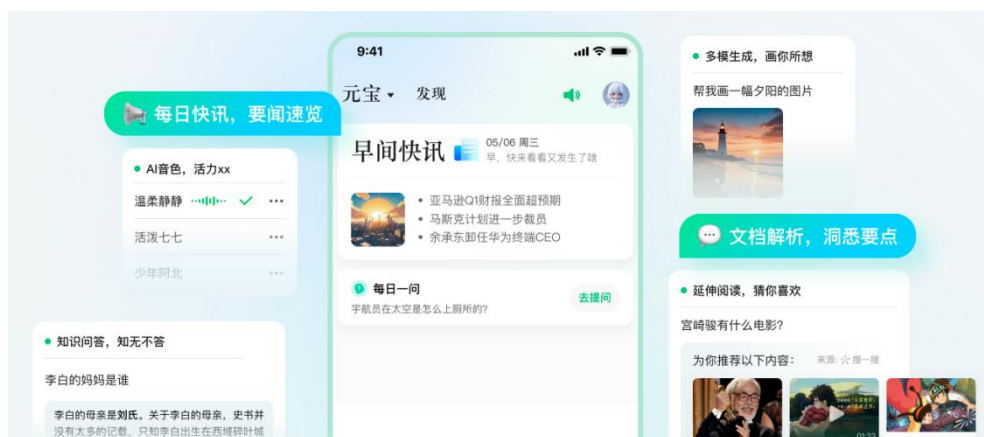 每日快讯，要闻速览
AI音色，活力xx
温柔静静
活泼七七
少年阿北
知识问答，知无不答
李白的妈妈是谁
李白的母亲是刘氏。关于李白的母亲，史书并
没有太多的记载，只知李白出生在西域碎叶城
9:41
元宝 发现
早间快讯
05/06 周三
早，快来看看又发生了啥
亚马逊Q1财报全面超预期
马斯克计划进一步裁员
余承东卸任华为终端CEO
每日一问
宇航员在太空是怎么上厕所的?
去提问
多模生成，画你所想
帮我画一幅夕阳的图片
文档解析，洞悉要点
延伸阅读，猜你喜欢
宫崎骏有什么电影?
为你推荐以下内容：
来源: 搜一搜
01:33